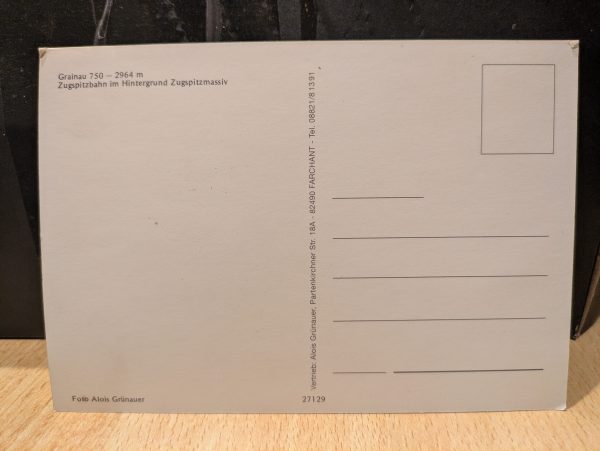 Grainau 750 – 2964 m
Zugspitzbahn im Hintergrund Zugspitzmassiv
Vertrieb: Alois Grünauer, Partenkirchner Str. 18A - 82490 FARCHANT - Tel. 08821/81391
Foto Alois Grünauer
27129